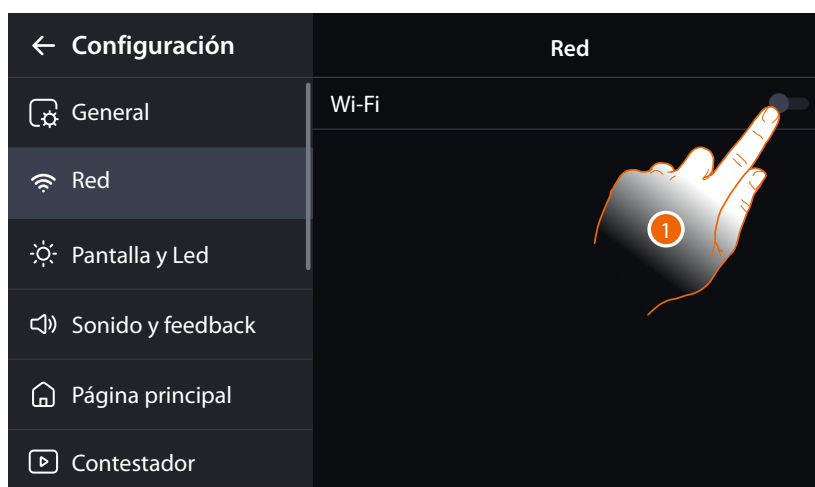 Configuración
General
Red
Pantalla y Led
Sonido y feedback
Página principal
Contestador
Red
Wi-Fi
1